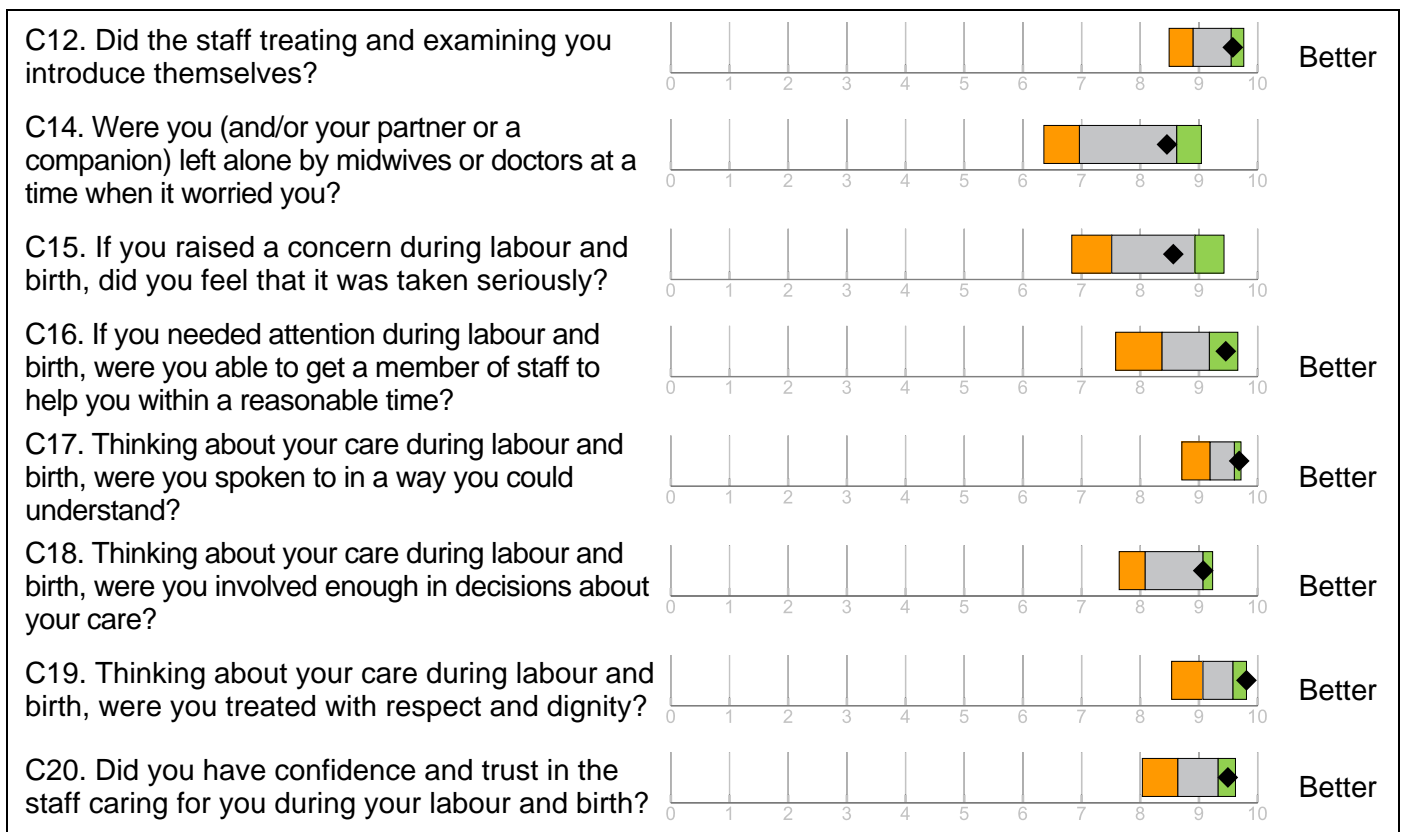 C12. Did the staff treating and examining you
introduce themselves?
0 1 2 3 4 5 6 7 8 9 10
Better
C14. Were you (and/or your partner or a
companion) left alone by midwives or doctors at a
time when it worried you?
0 1 2 3 4 5 6 7 8 9 10
C15. If you raised a concern during labour and
birth, did you feel that it was taken seriously?
0 1 2 3 4 5 6 7 8 9 10
C16. If you needed attention during labour and
birth, were you able to get a member of staff to
help you within a reasonable time?
0 1 2 3 4 5 6 7 8 9 10
Better
C17. Thinking about your care during labour and
birth, were you spoken to in a way you could
understand?
0 1 2 3 4 5 6 7 8 9 10
Better
C18. Thinking about your care during labour and
birth, were you involved enough in decisions about
your care?
0 1 2 3 4 5 6 7 8 9 10
Better
C19. Thinking about your care during labour and
birth, were you treated with respect and dignity?
0 1 2 3 4 5 6 7 8 9 10
Better
C20. Did you have confidence and trust in the
staff caring for you during your labour and birth?
0 1 2 3 4 5 6 7 8 9 10
Better